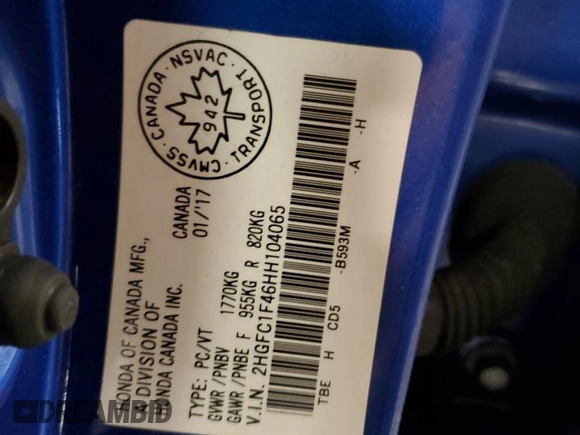 CMVSS · CANADA · NSVAC · TRANSPORT
942
HONDA OF CANADA MFG.,
A DIVISION OF
HONDA CANADA INC.
CANADA
01/'17
TYPE: PC/VT
GVWR/PNBV 1770KG
GAWR/PNBE F 955KG R 820KG
V.I.N. 2HGFC1F46HH104065
TBE H CD5 -B593M -A -H
DREAMBID